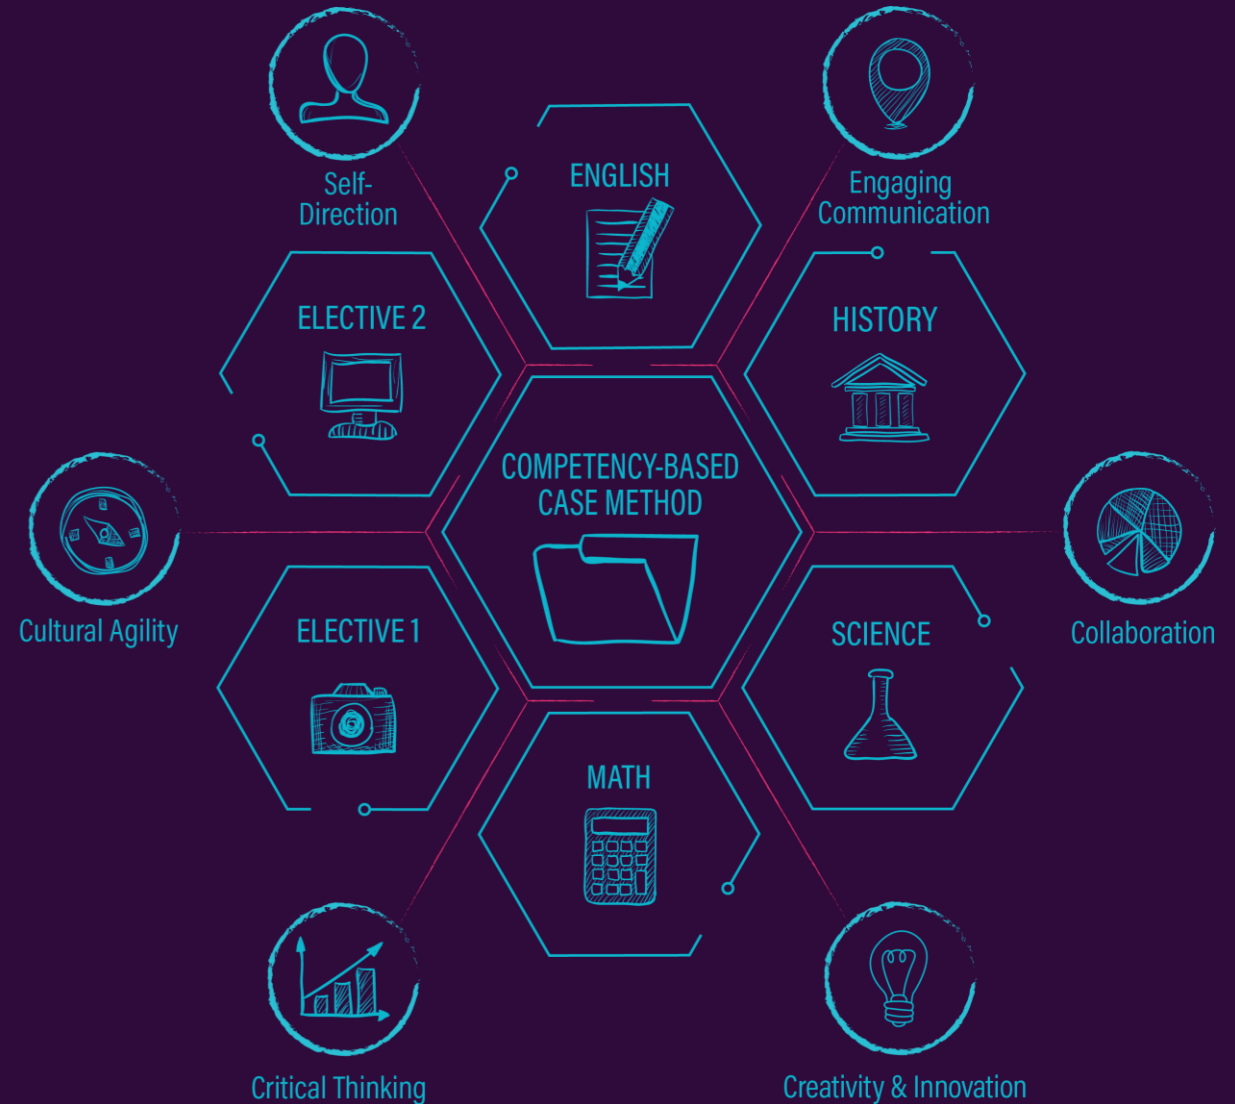 Self-
Direction
ENGLISH
Engaging
Communication
ELECTIVE 2
HISTORY
COMPETENCY-BASED
CASE METHOD
Cultural Agility
ELECTIVE 1
SCIENCE
Collaboration
MATH
Critical Thinking
Creativity & Innovation